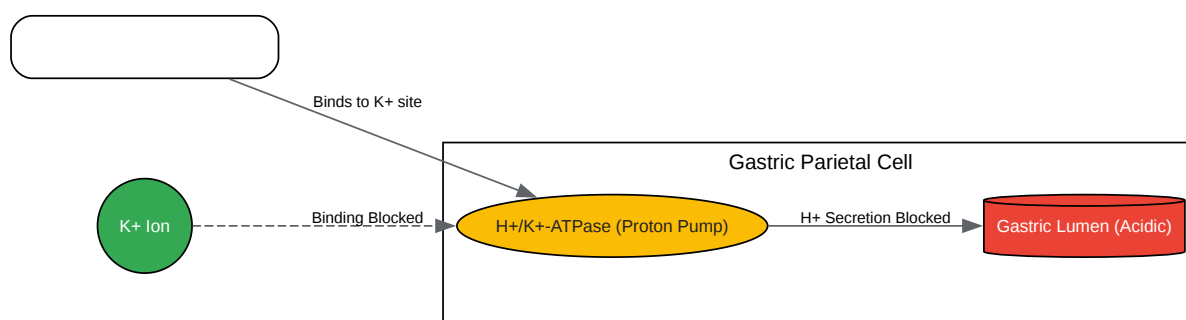 Binds to K+ site
Gastric Parietal Cell
K+ Ion
Binding Blocked
H+/K+-ATPase (Proton Pump)
H+ Secretion Blocked
Gastric Lumen (Acidic)